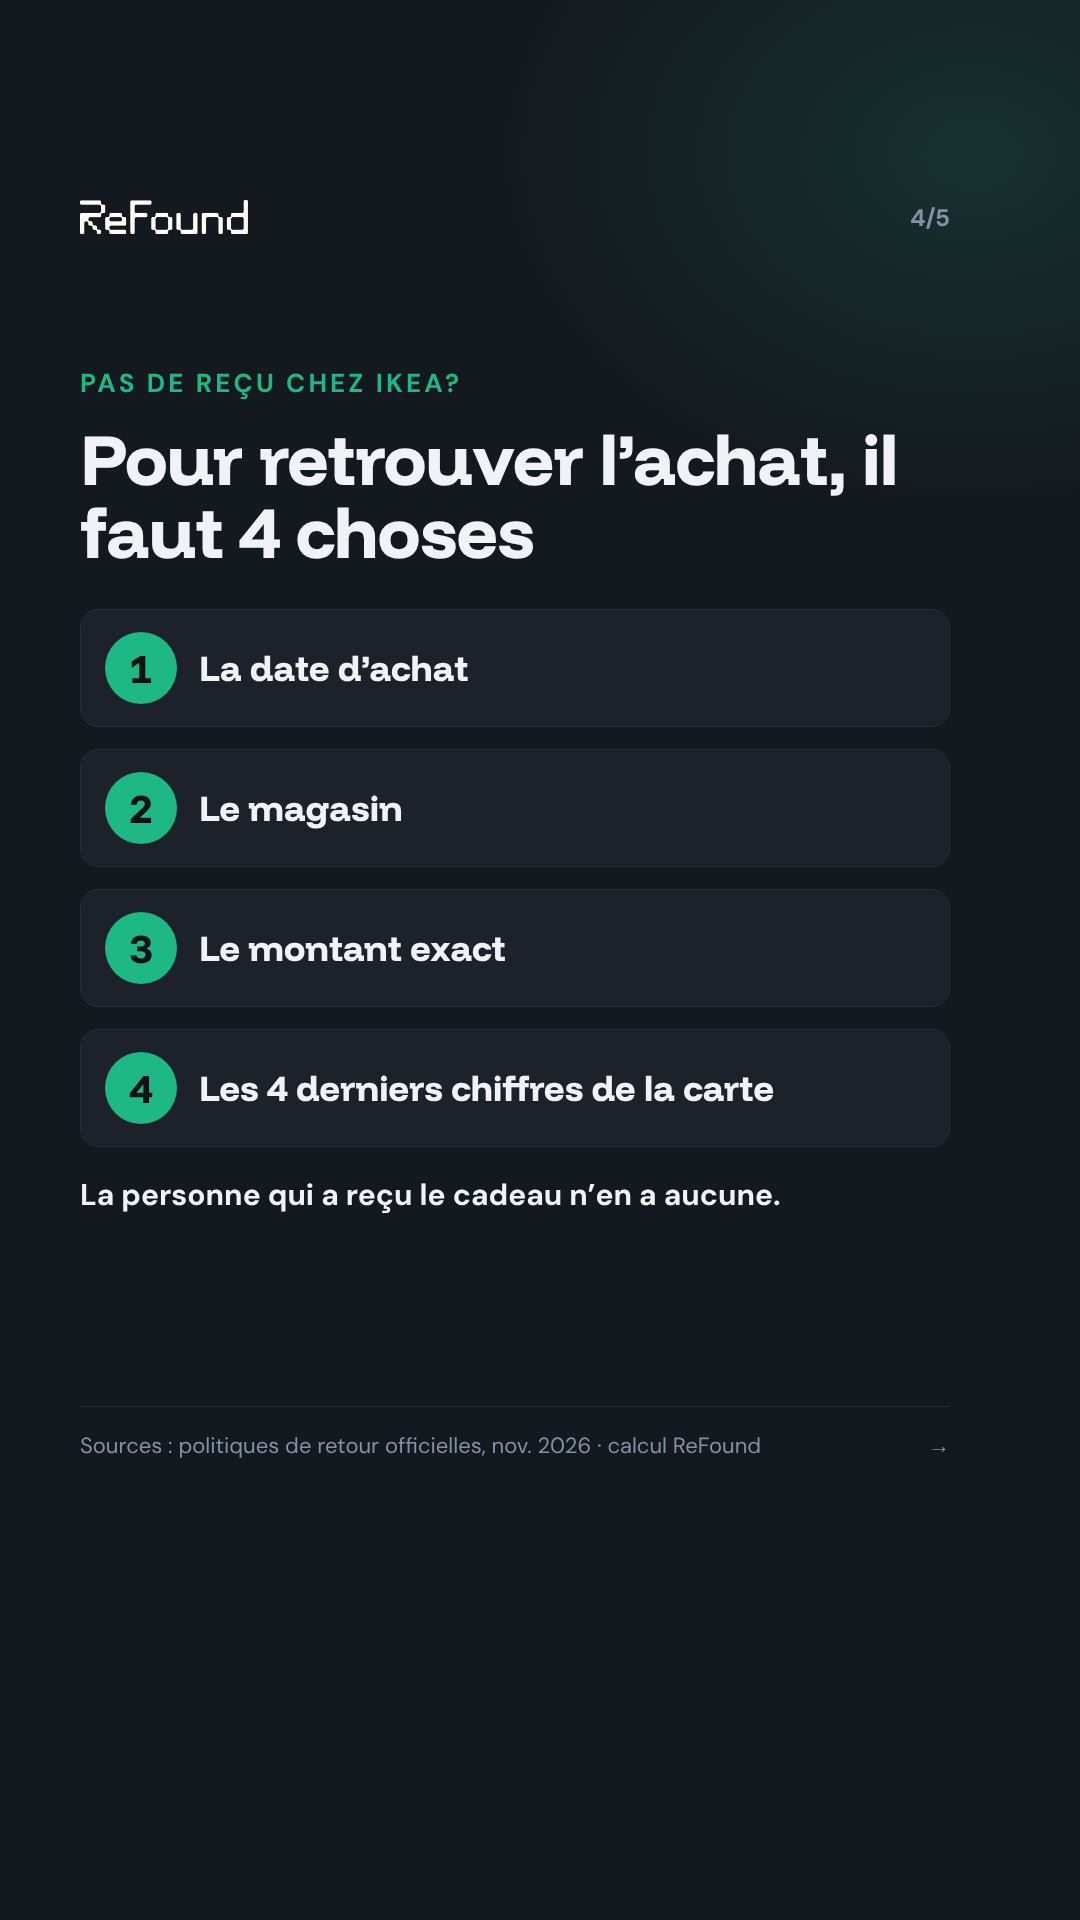 ReFound
4/5
PAS DE REÇU CHEZ IKEA?
Pour retrouver l’achat, il
faut 4 choses
1 La date d’achat
2 Le magasin
3 Le montant exact
4 Les 4 derniers chiffres de la carte
La personne qui a reçu le cadeau n’en a aucune.
Sources : politiques de retour officielles, nov. 2026 · calcul ReFound →